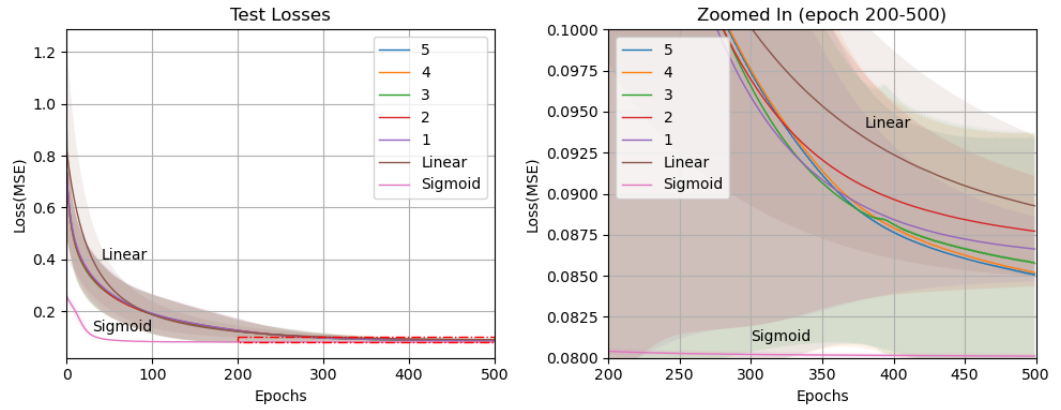 Test Losses
Loss(MSE)
1.2
1.0
0.8
0.6
0.4
0.2
5
4
3
2
1
Linear
Sigmoid
Linear
Sigmoid
0 100 200 300 400 500
Epochs
Zoomed In (epoch 200-500)
Loss(MSE)
0.1000
0.0975
0.0950
0.0925
0.0900
0.0875
0.0850
0.0825
0.0800
5
4
3
2
1
Linear
Sigmoid
Linear
Sigmoid
200 250 300 350 400 450 500
Epochs